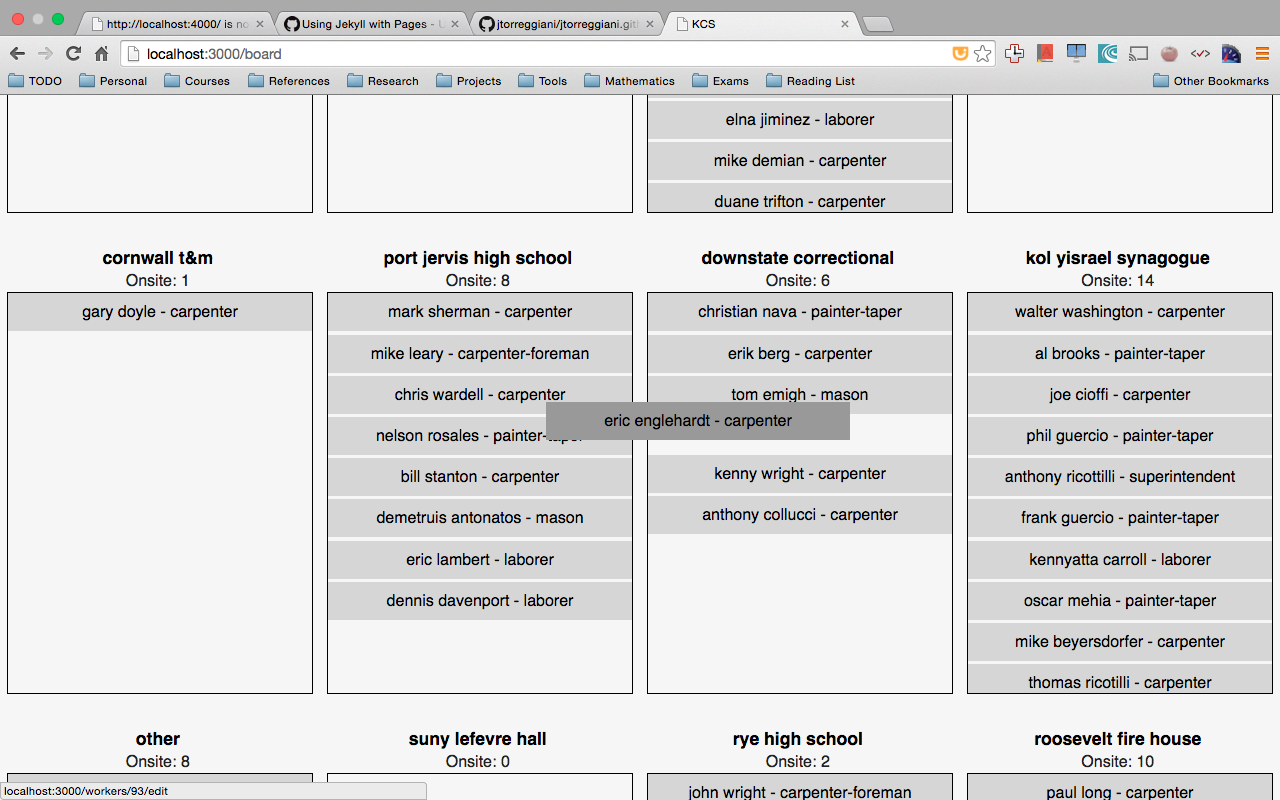 http://localhost:4000/ is no
Using Jekyll with Pages - U
jtorreggiani/jtorreggiani.git
KCS
localhost:3000/board
TODO
Personal
Courses
References
Research
Projects
Tools
Mathematics
Exams
Reading List
Other Bookmarks
elna jiminez - laborer
mike demian - carpenter
duane trifton - carpenter
cornwall t&m
Onsite: 1
gary doyle - carpenter
port jervis high school
Onsite: 8
mark sherman - carpenter
mike leary - carpenter-foreman
chris wardell - carpenter
nelson rosales - painter-taper
bill stanton - carpenter
demetruis antonatos - mason
eric lambert - laborer
dennis davenport - laborer
downstate correctional
Onsite: 6
christian nava - painter-taper
erik berg - carpenter
tom emigh - mason
eric englehardt - carpenter
kenny wright - carpenter
anthony collucci - carpenter
kol yisrael synagogue
Onsite: 14
walter washington - carpenter
al brooks - painter-taper
joe cioffi - carpenter
phil guercio - painter-taper
anthony ricottilli - superintendent
frank guercio - painter-taper
kennyatta carroll - laborer
oscar mehia - painter-taper
mike beyersdorfer - carpenter
thomas ricotilli - carpenter
other
Onsite: 8
suny lefevre hall
Onsite: 0
rye high school
Onsite: 2
john wright - carpenter-foreman
roosevelt fire house
Onsite: 10
paul long - carpenter
localhost:3000/workers/93/edit